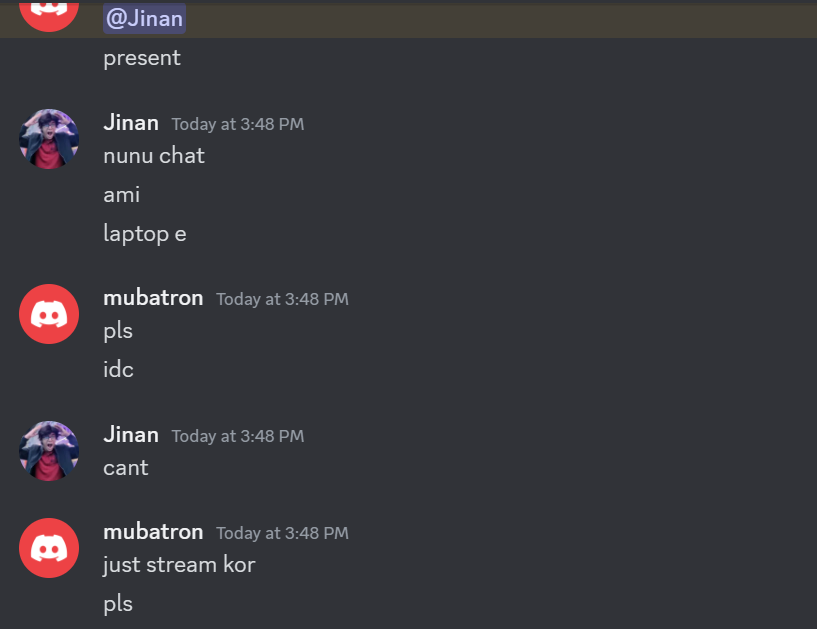 @Jinan
present
Jinan Today at 3:48 PM
nunu chat
ami
laptop e
mubatron Today at 3:48 PM
pls
idc
Jinan Today at 3:48 PM
cant
mubatron Today at 3:48 PM
just stream kor
pls